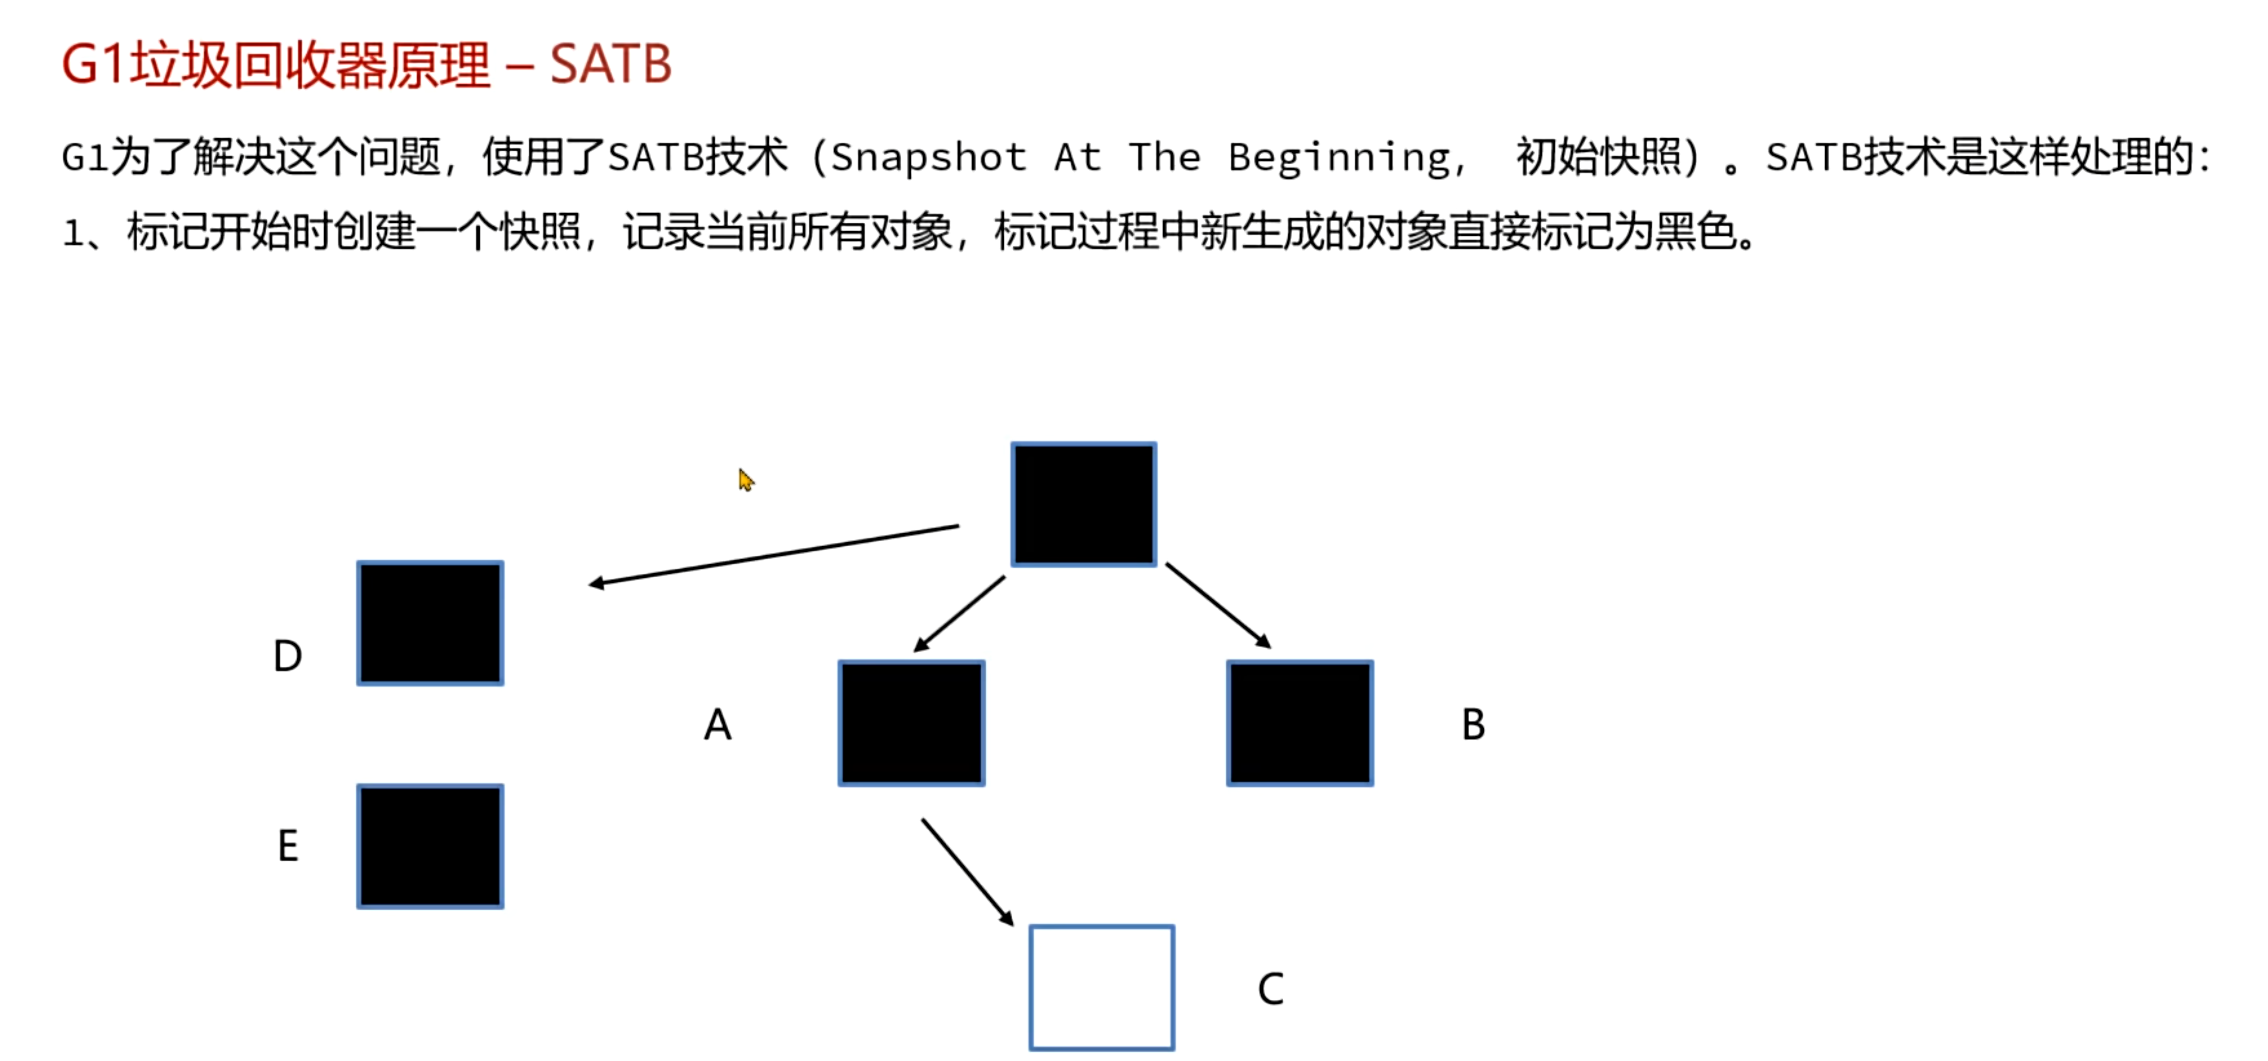 G1垃圾回收器原理 – SATB
G1为了解决这个问题，使用了SATB技术（Snapshot At The Beginning， 初始快照）。SATB技术是这样处理的：
1、标记开始时创建一个快照，记录当前所有对象，标记过程中新生成的对象直接标记为黑色。
D
A
B
E
C